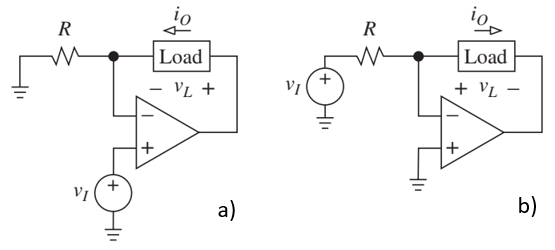 i_O
R
Load
− v_L +
−
+
v_I
+
a)
i_O
R
Load
v_I
+
+ v_L −
−
+
b)